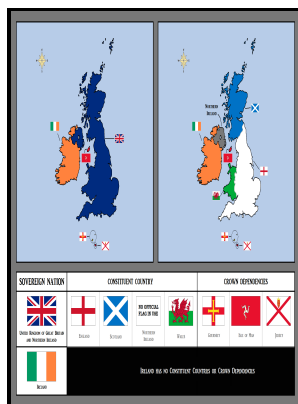 Northern
Ireland
Sovereign Nation
Constituent Country
Crown Dependencies
No Official
Flag in Use
United Kingdom of Great Britain
and Northern Ireland
England
Scotland
Northern
Ireland
Wales
Guernsey
Isle of Man
Jersey
Ireland
Ireland has no Constituent Countries or Crown Dependencies